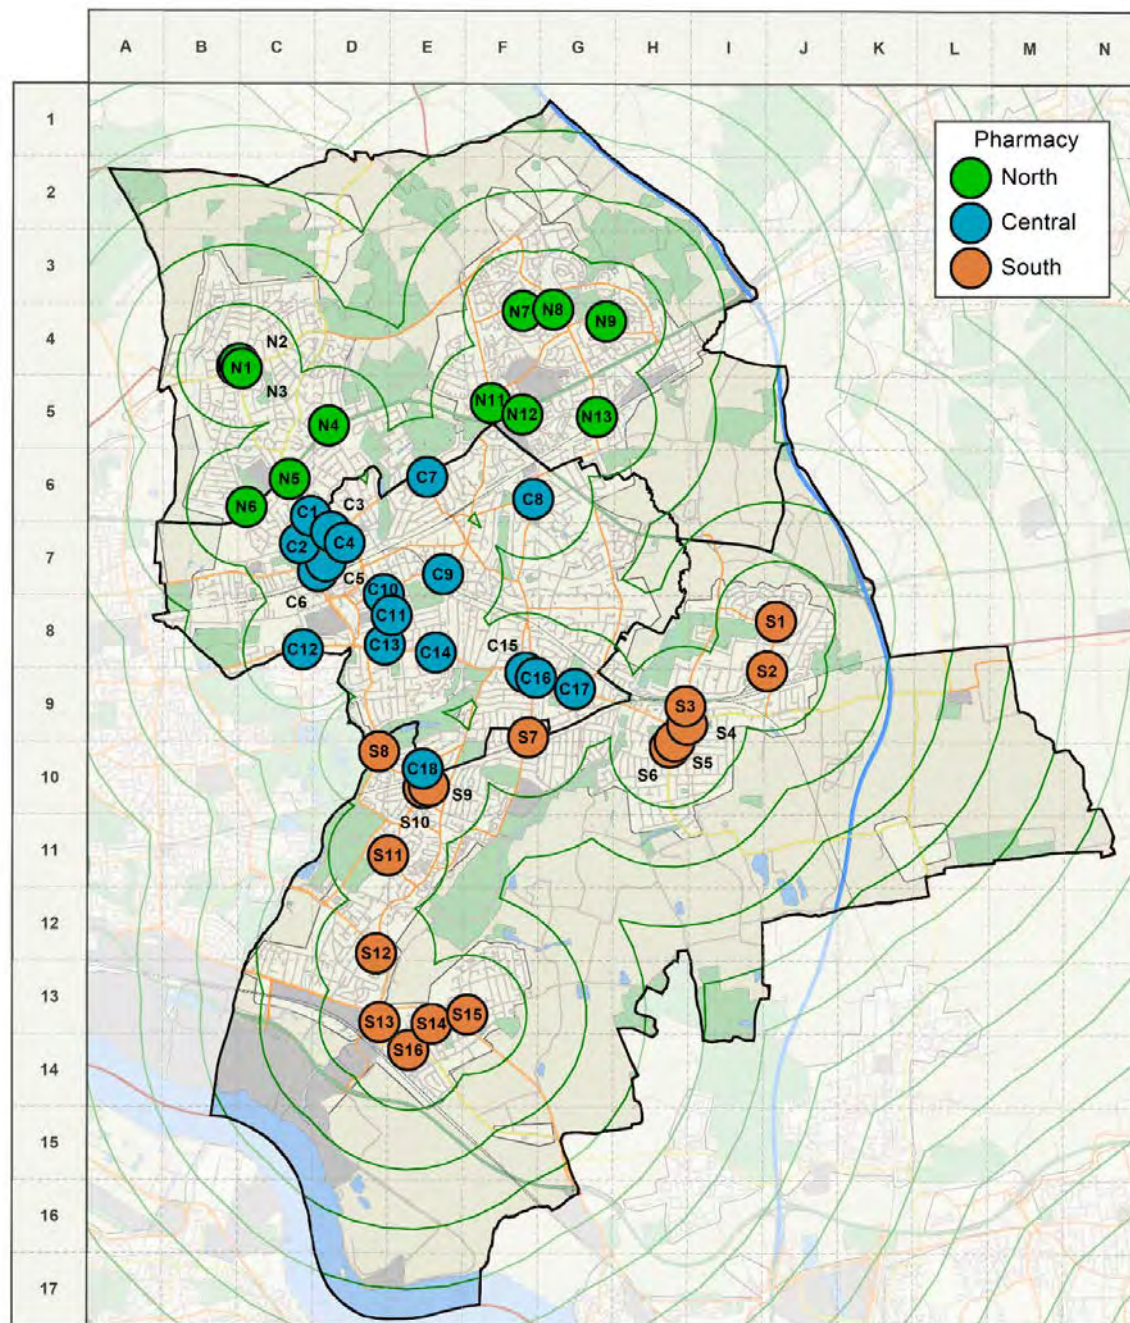 A B C D E F G H I J K L M N
1
Pharmacy
North
2
Central
3
South
N7 N8 N9
4
N2
N1
N3
5
N11 N12 N13
N4
6
C7
N5
C8
N6
C1 C3
7
C2 C4
C9
C5
C10
C6
C11
S1
8
C13
C12 C14 C15
S2
C16
C17
9
S3
S4
S7
S8
S5
S6
10
C18
S9
S10
11
S11
12
S12
13
S15
S13 S14
S16
14
15
16
17